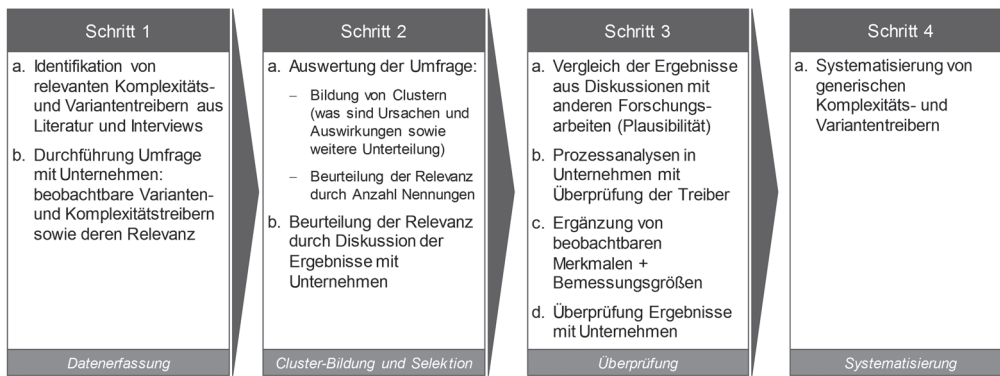 Schritt 1
a. Identifikation von
relevanten Komplexitäts-
und Variantentreibern aus
Literatur und Interviews
b. Durchführung Umfrage
mit Unternehmen:
beobachtbare Varianten-
und Komplexitätstreibern
sowie deren Relevanz
Datenerfassung
Schritt 2
a. Auswertung der Umfrage:
– Bildung von Clustern
(was sind Ursachen und
Auswirkungen sowie
weitere Unterteilung)
– Beurteilung der Relevanz
durch Anzahl Nennungen
b. Beurteilung der Relevanz
durch Diskussion der
Ergebnisse mit
Unternehmen
Cluster-Bildung und Selektion
Schritt 3
a. Vergleich der Ergebnisse
aus Diskussionen mit
anderen Forschungs-
arbeiten (Plausibilität)
b. Prozessanalysen in
Unternehmen mit
Überprüfung der Treiber
c. Ergänzung von
beobachtbaren
Merkmalen +
Bemessungsgrößen
d. Überprüfung Ergebnisse
mit Unternehmen
Überprüfung
Schritt 4
a. Systematisierung von
generischen
Komplexitäts- und
Variantentreibern
Systematisierung